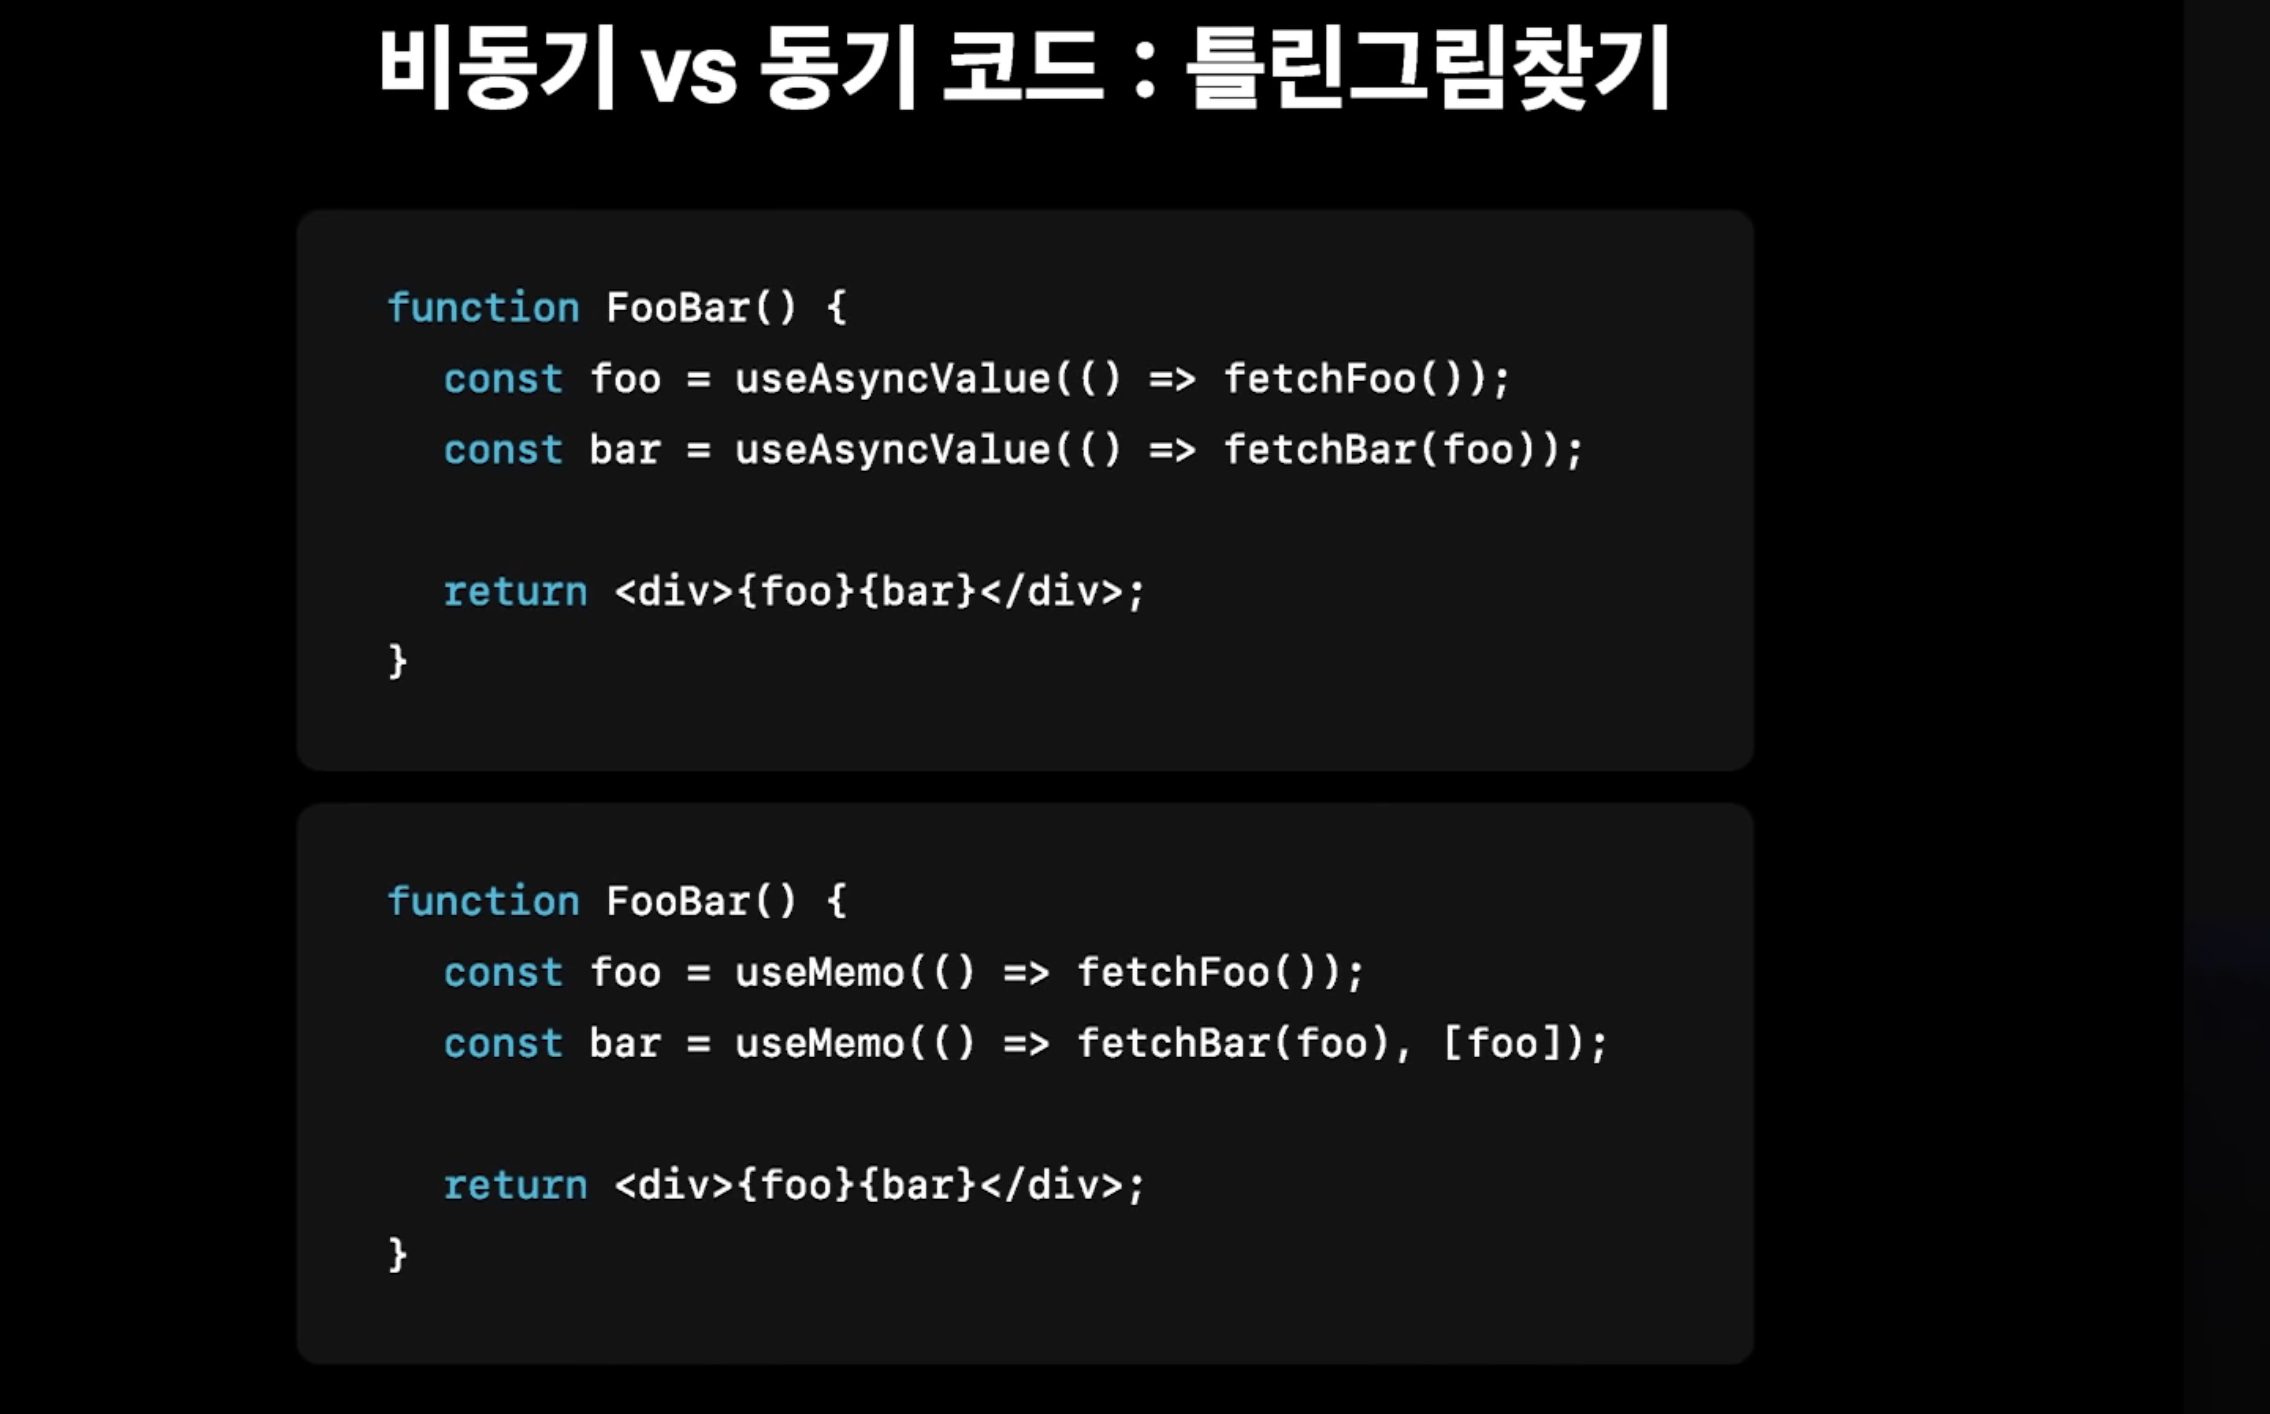 비동기 vs 동기 코드 : 틀린그림찾기
function FooBar() {
const foo = useAsyncValue(() => fetchFoo());
const bar = useAsyncValue(() => fetchBar(foo));
return <div>{foo}{bar}</div>;
}
function FooBar() {
const foo = useMemo(() => fetchFoo());
const bar = useMemo(() => fetchBar(foo), [foo]);
return <div>{foo}{bar}</div>;
}